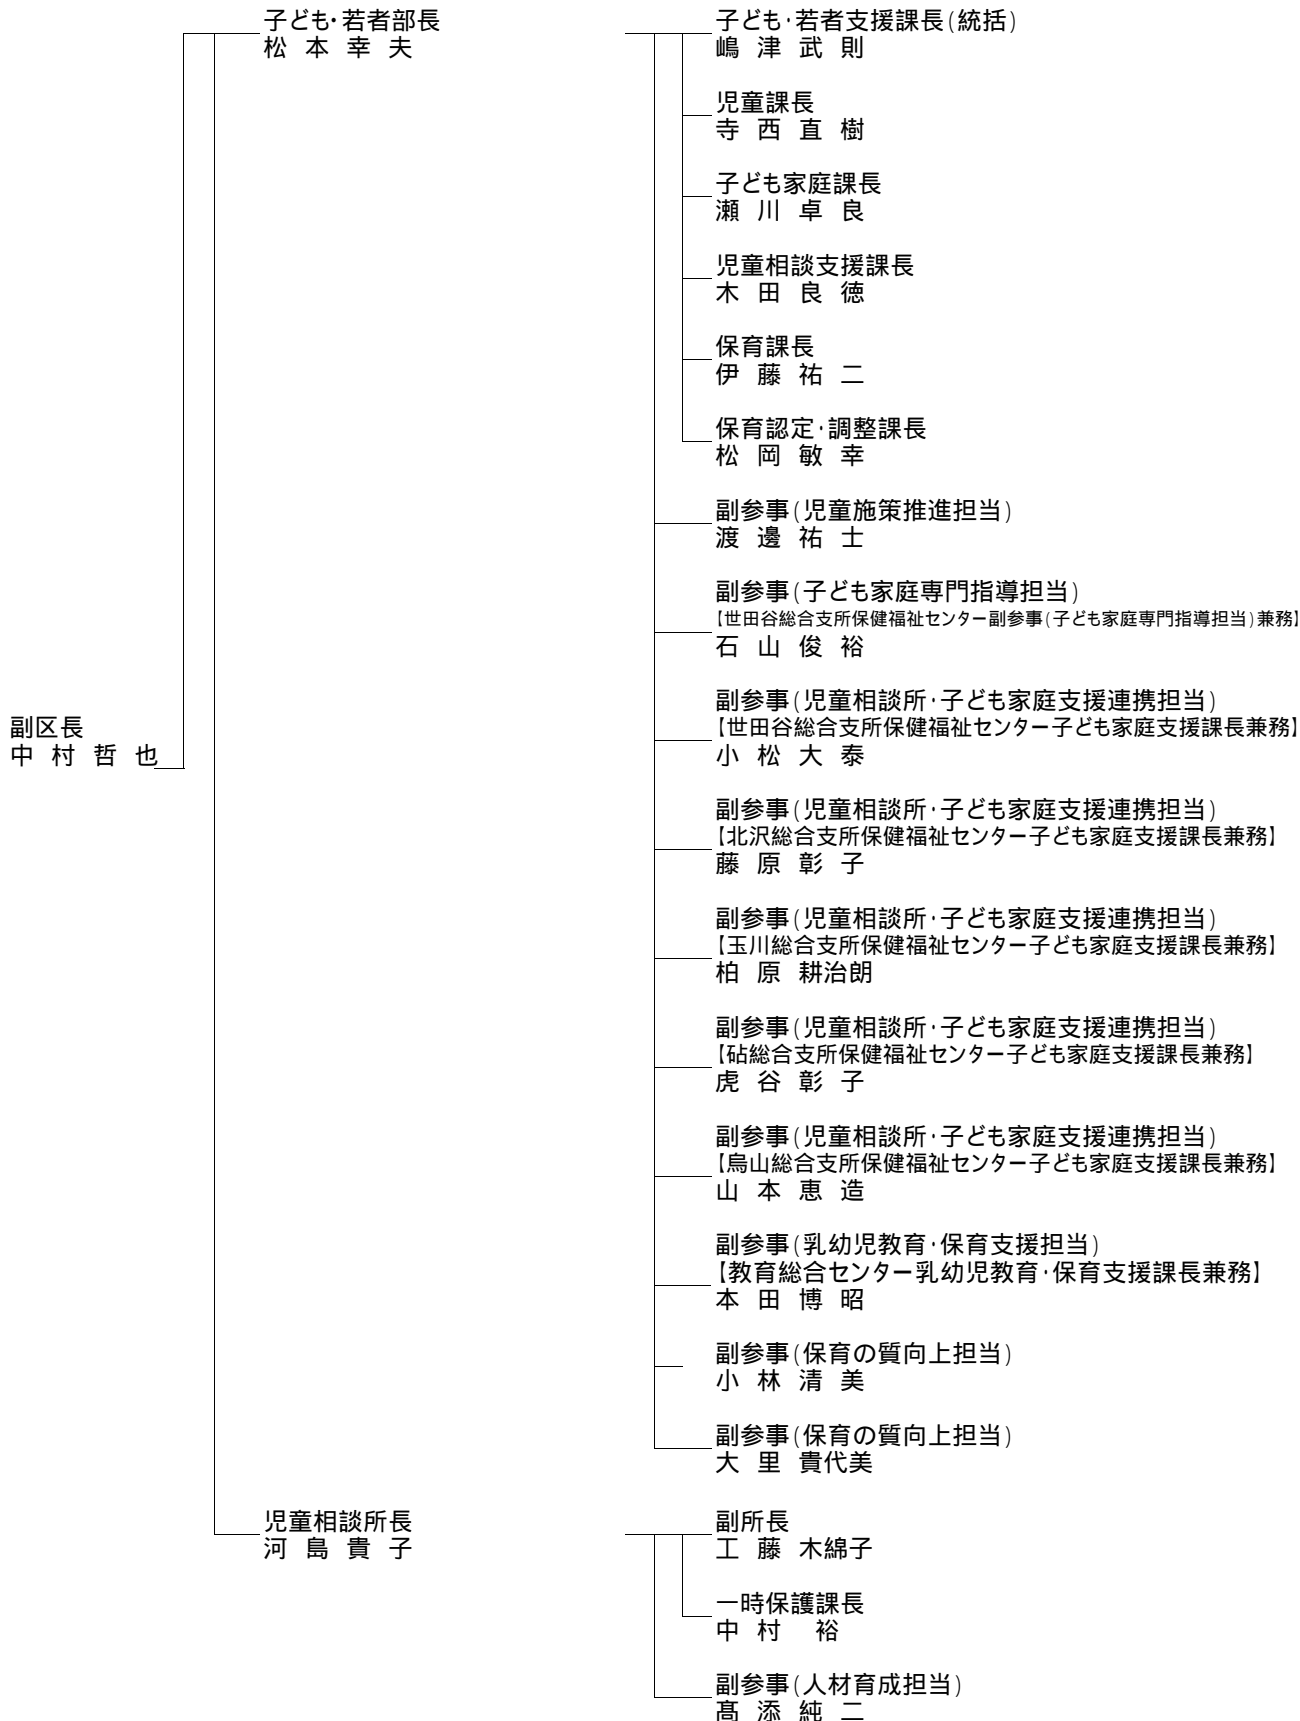 子ども・若者部長
松本幸夫
子ども・若者支援課長(統括)
嶋津武則
児童課長
寺西直樹
子ども家庭課長
瀬川卓良
児童相談支援課長
木田良徳
保育課長
伊藤祐二
保育認定・調整課長
松岡敏幸
副参事(児童施策推進担当)
渡邊祐士
副参事(子ども家庭専門指導担当)
【世田谷総合支所保健福祉センター副参事(子ども家庭専門指導担当)兼務】
石山俊裕
副区長
中村哲也
副参事(児童相談所・子ども家庭支援連携担当)
【世田谷総合支所保健福祉センター子ども家庭支援課長兼務】
小松大泰
副参事(児童相談所・子ども家庭支援連携担当)
【北沢総合支所保健福祉センター子ども家庭支援課長兼務】
藤原彰子
副参事(児童相談所・子ども家庭支援連携担当)
【玉川総合支所保健福祉センター子ども家庭支援課長兼務】
柏原耕治朗
副参事(児童相談所・子ども家庭支援連携担当)
【砧総合支所保健福祉センター子ども家庭支援課長兼務】
虎谷彰子
副参事(児童相談所・子ども家庭支援連携担当)
【烏山総合支所保健福祉センター子ども家庭支援課長兼務】
山本恵造
副参事(乳幼児教育・保育支援担当)
【教育総合センター乳幼児教育・保育支援課長兼務】
本田博昭
副参事(保育の質向上担当)
小林清美
副参事(保育の質向上担当)
大里貴代美
児童相談所長
河島貴子
副所長
工藤木綿子
一時保護課長
中村裕
副参事(人材育成担当)
髙添純二